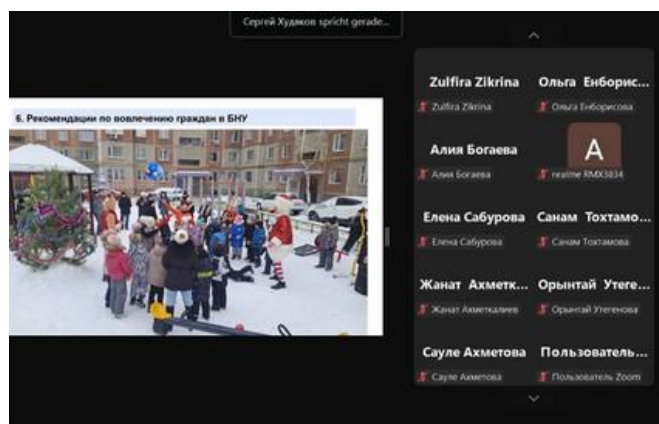 Сергей Худяков spricht gerade...
6. Рекомендации по вовлечению граждан в БНУ
Zulfira Zikrina
Zulfira Zikrina
Ольга Енборис...
Ольга Енборисова
Алия Богаева
Алия Богаева
A
realme RMX3834
Елена Сабурова
Елена Сабурова
Санам Тохтамо...
Санам Тохтамова
Жанат Ахметк...
Жанат Ахметкалиев
Орынтай Утеге...
Орынтай Утегенова
Сауле Ахметова
Сауле Ахметова
Пользователь...
Пользователь Zoom